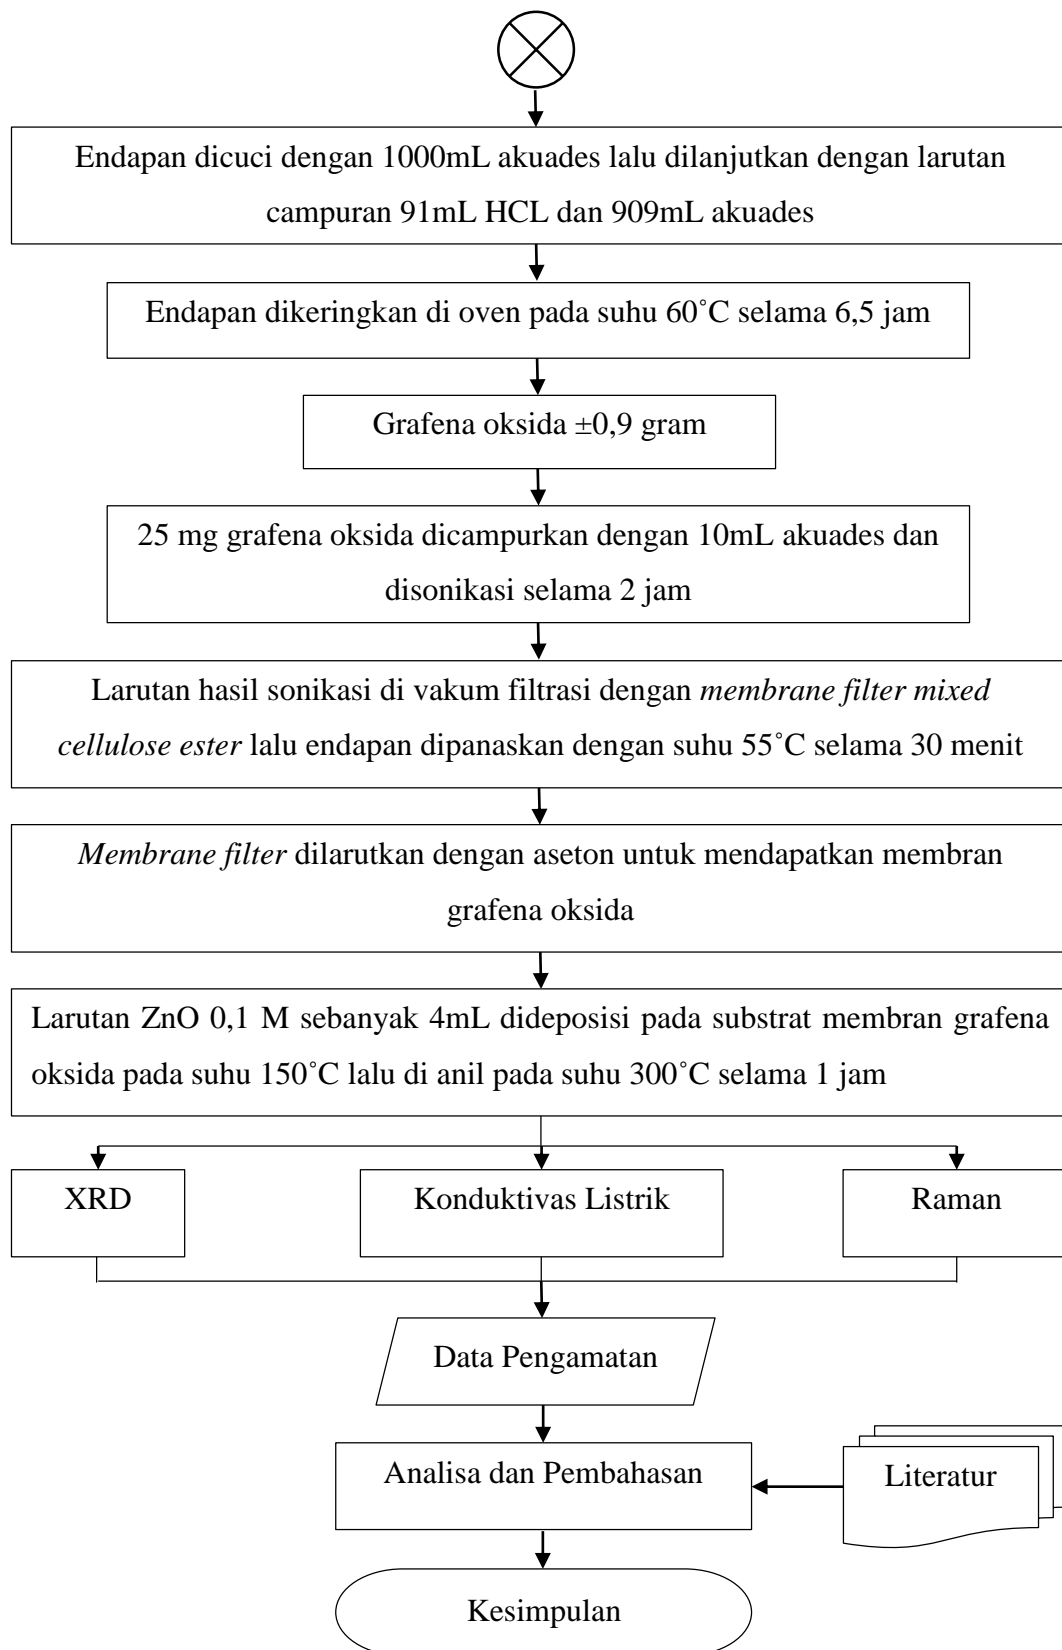 Endapan dicuci dengan 1000mL akuades lalu dilanjutkan dengan larutan
campuran 91mL HCL dan 909mL akuades
Endapan dikeringkan di oven pada suhu 60˚C selama 6,5 jam
Grafena oksida ±0,9 gram
25 mg grafena oksida dicampurkan dengan 10mL akuades dan
disonikasi selama 2 jam
Larutan hasil sonikasi di vakum filtrasi dengan membrane filter mixed
cellulose ester lalu endapan dipanaskan dengan suhu 55˚C selama 30 menit
Membrane filter dilarutkan dengan aseton untuk mendapatkan membran
grafena oksida
Larutan ZnO 0,1 M sebanyak 4mL dideposisi pada substrat membran grafena
oksida pada suhu 150˚C lalu di anil pada suhu 300˚C selama 1 jam
XRD
Konduktivas Listrik
Raman
Data Pengamatan
Analisa dan Pembahasan
Literatur
Kesimpulan